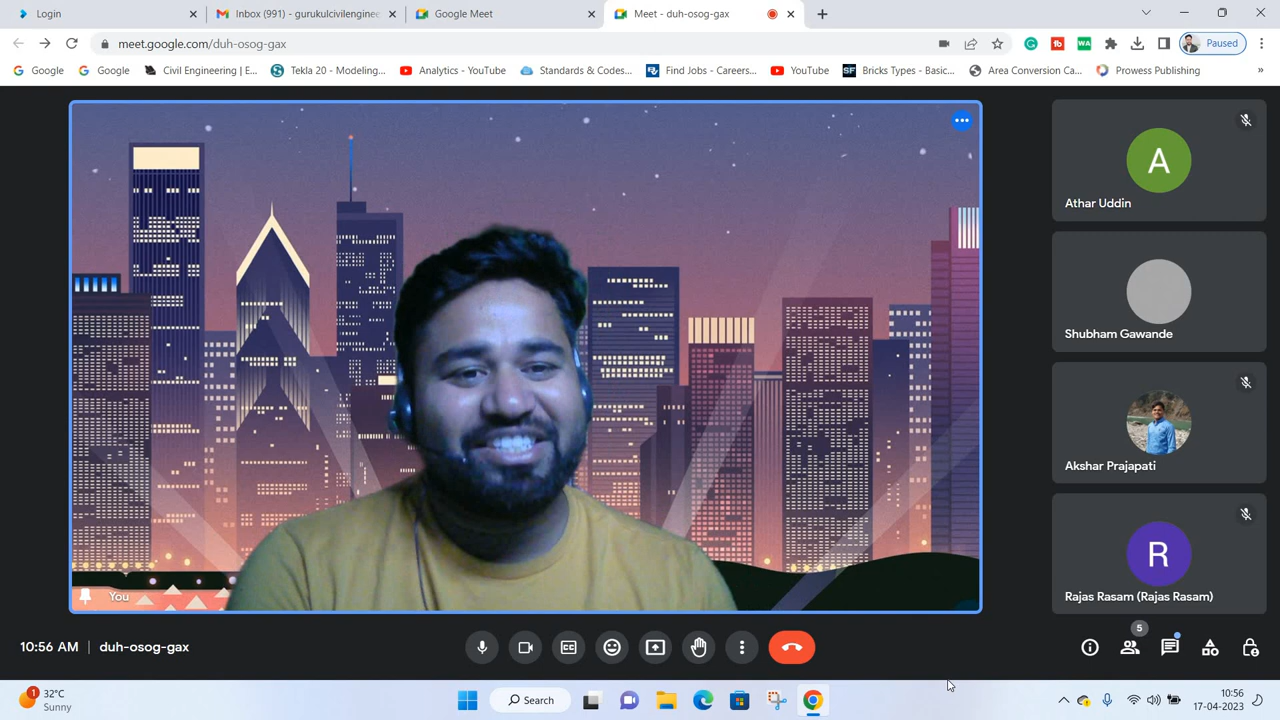 Login
Inbox (991) - gurukulcivilenginee
Google Meet
Meet - duh-osog-gax
meet.google.com/duh-osog-gax
Paused
Google
Google
Civil Engineering | E...
Tekla 20 - Modeling...
Analytics - YouTube
Standards & Codes...
Find Jobs - Careers...
YouTube
SF
Bricks Types - Basic...
Area Conversion Ca...
Prowess Publishing
»
A
Athar Uddin
Shubham Gawande
Akshar Prajapati
R
Rajas Rasam (Rajas Rasam)
You
10:56 AM | duh-osog-gax
5
1
32°C
Sunny
Search
10:56
17-04-2023